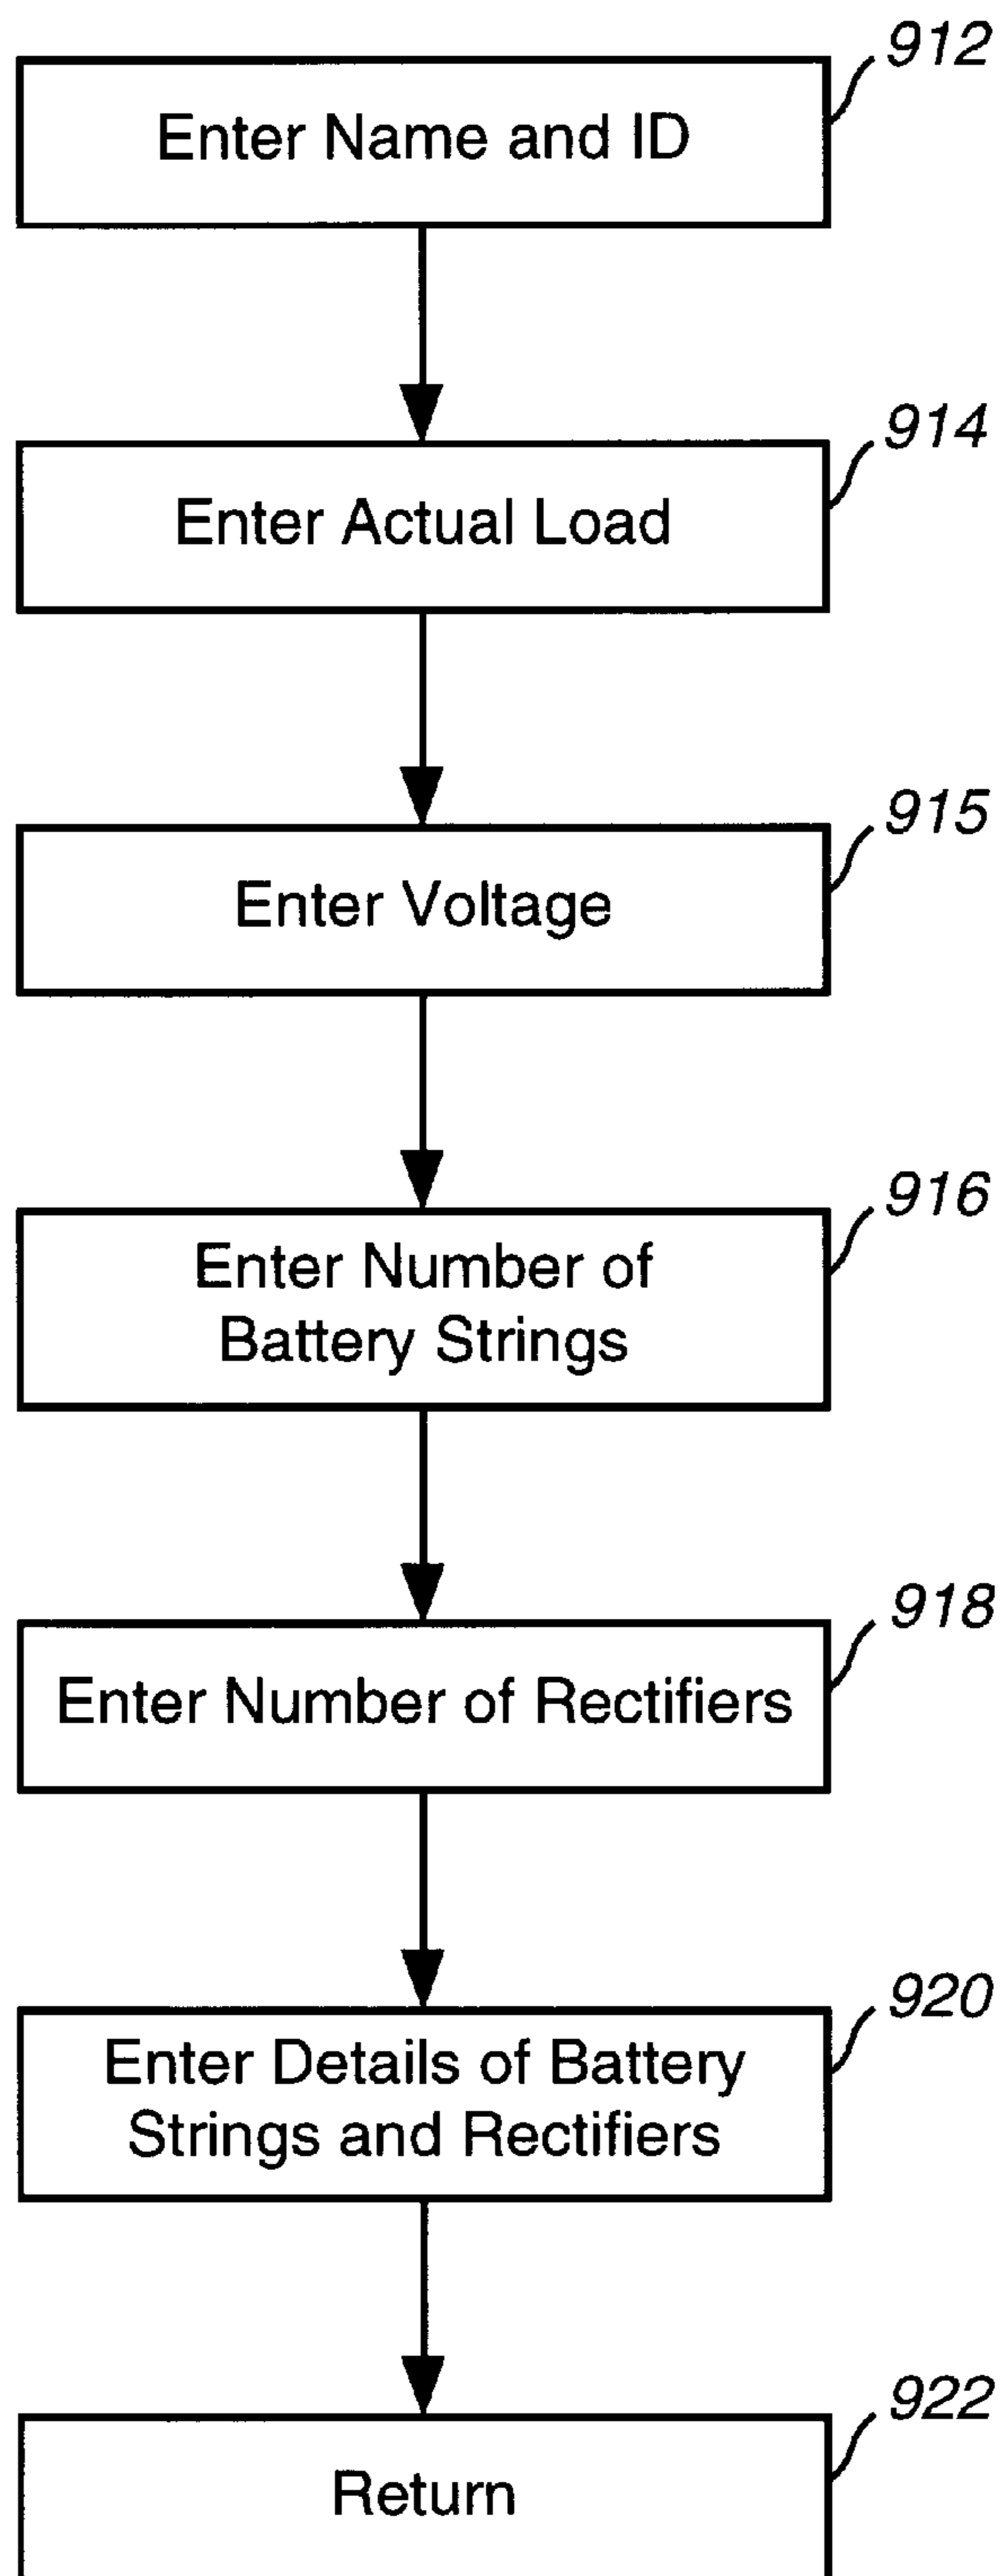 912
Enter Name and ID
914
Enter Actual Load
915
Enter Voltage
916
Enter Number of
Battery Strings
918
Enter Number of Rectifiers
920
Enter Details of Battery
Strings and Rectifiers
922
Return